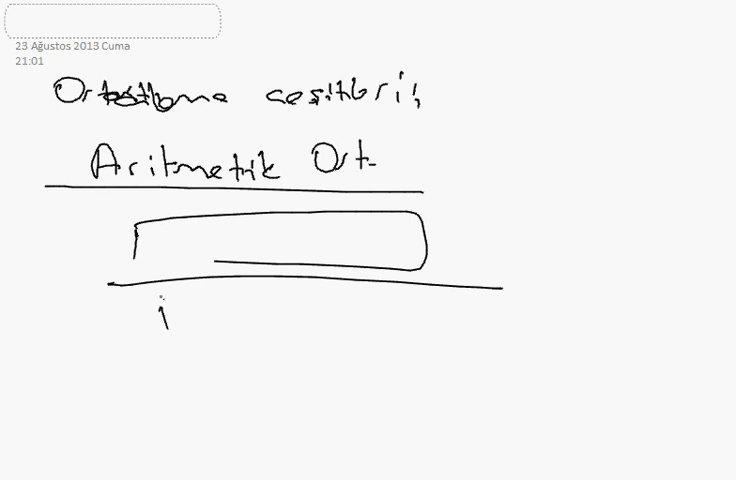 23 Ağustos 2013 Cuma
21:01
Ortalama çeşitleri;
Aritmetik Ort.
i